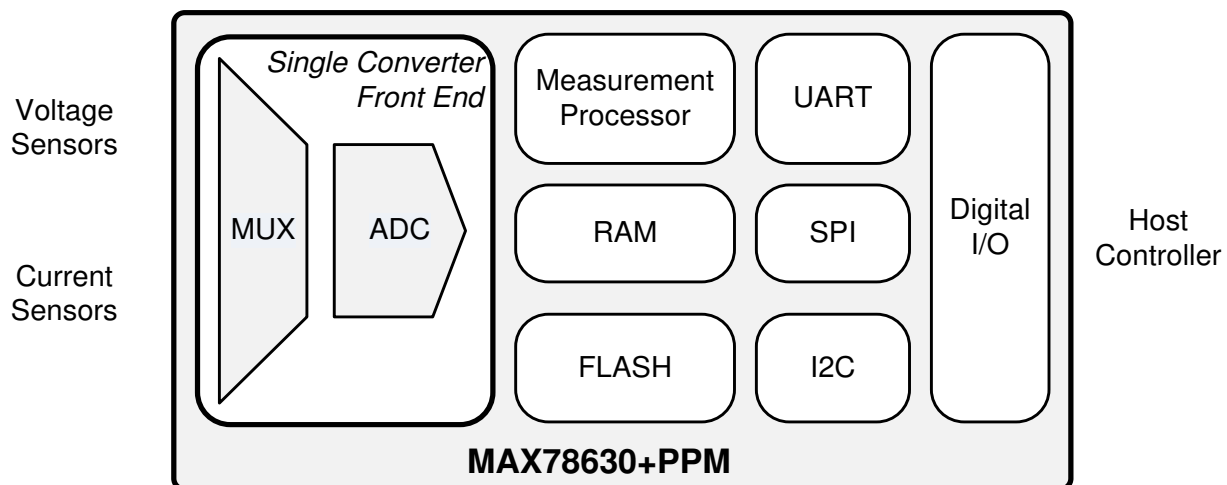 Voltage
Sensors
Current
Sensors
Single Converter
Front End
MUX
ADC
Measurement
Processor
UART
RAM
SPI
FLASH
I2C
Digital
I/O
Host
Controller
MAX78630+PPM